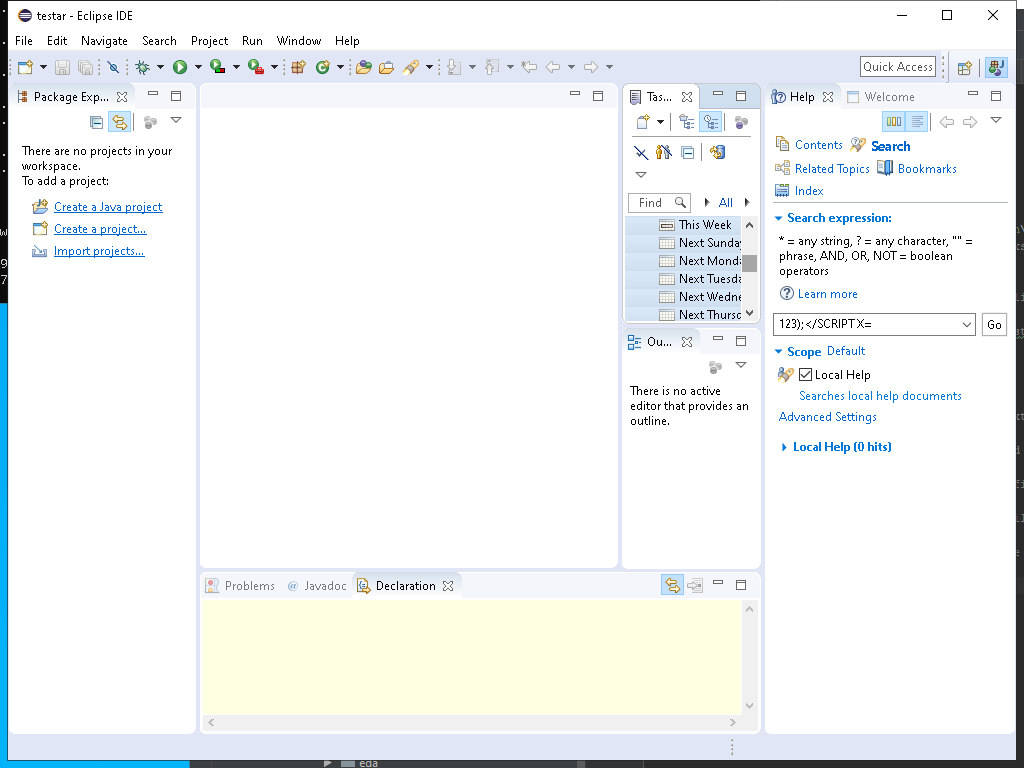 testar - Eclipse IDE
File Edit Navigate Search Project Run Window Help
Quick Access
Package Exp...
There are no projects in your
workspace.
To add a project:
Create a Java project
Create a project...
Import projects...
Tas...
Find
All
This Week
Next Sunday
Next Monda
Next Tuesda
Next Wedne
Next Thursd
Ou...
There is no active
editor that provides an
outline.
Help Welcome
Contents Search
Related Topics Bookmarks
Index
Search expression:
* = any string, ? = any character, "" =
phrase, AND, OR, NOT = boolean
operators
Learn more
123);</SCRIPTX=
Go
Scope Default
Local Help
Searches local help documents
Advanced Settings
Local Help (0 hits)
Problems @ Javadoc Declaration
eda